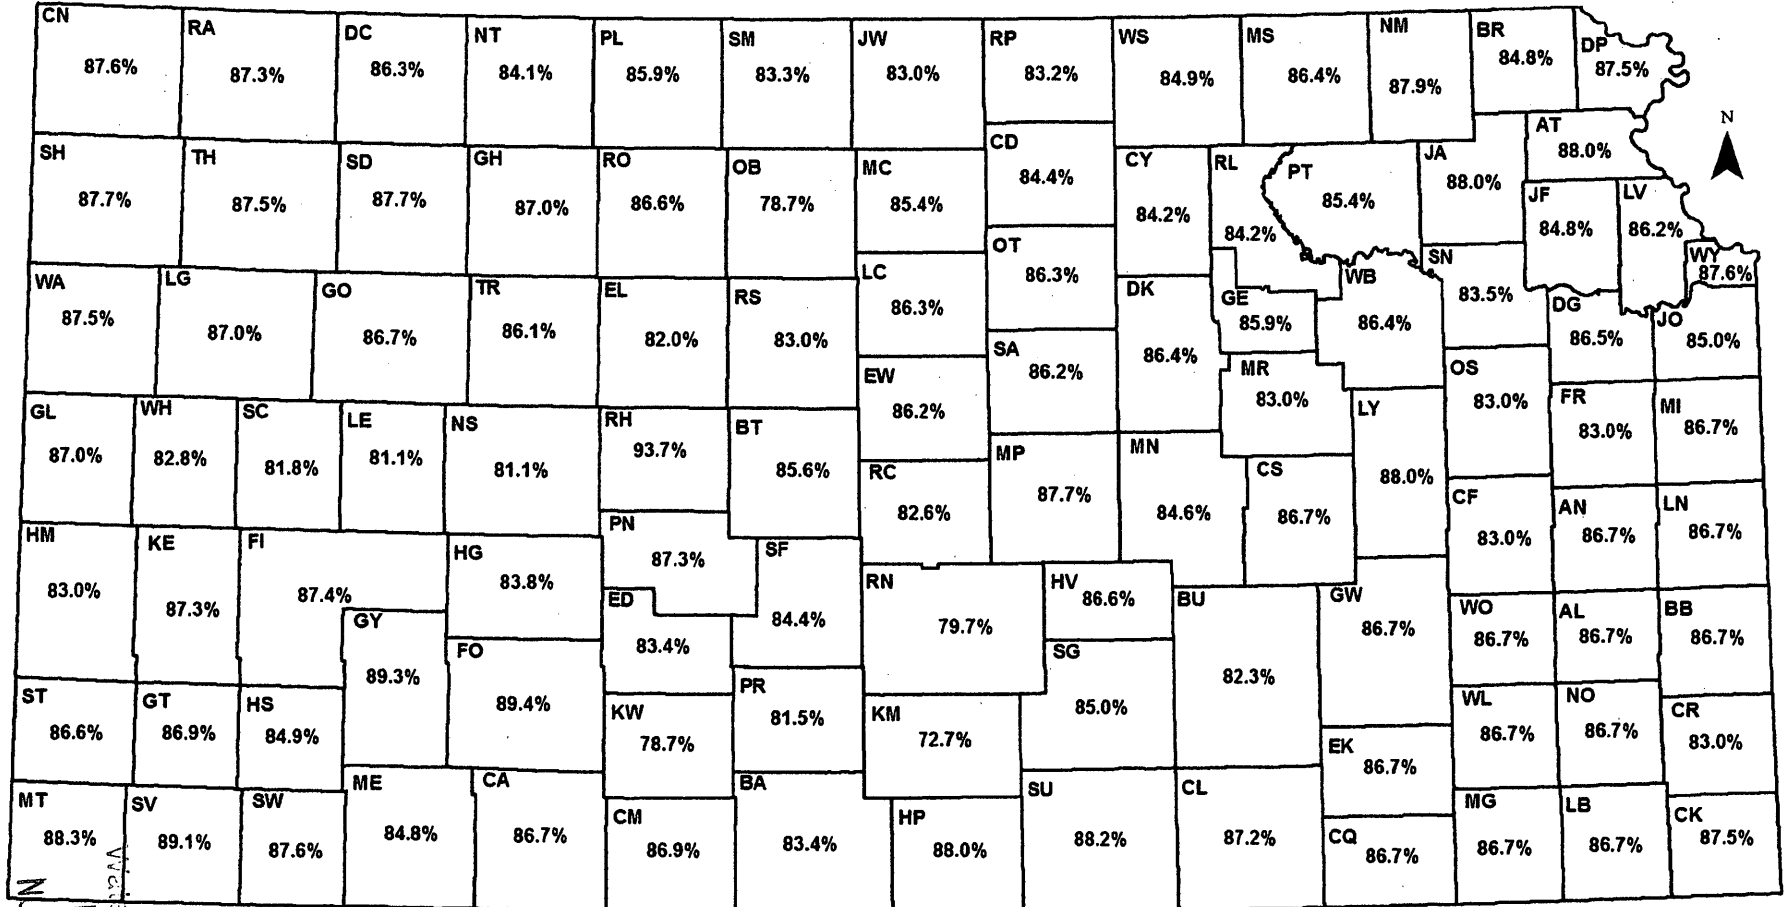 CN 87.6%
RA 87.3%
DC 86.3%
NT 84.1%
PL 85.9%
SM 83.3%
JW 83.0%
RP 83.2%
WS 84.9%
MS 86.4%
NM 87.9%
BR 84.8%
DP 87.5%
N
SH 87.7%
TH 87.5%
SD 87.7%
GH 87.0%
RO 86.6%
OB 78.7%
MC 85.4%
CD 84.4%
CY 84.2%
RL 84.2%
PT 85.4%
JA 88.0%
AT 88.0%
JF 84.8%
LV 86.2%
WY 87.6%
WA 87.5%
LG 87.0%
GO 86.7%
TR 86.1%
EL 82.0%
RS 83.0%
LC 86.3%
OT 86.3%
DK 86.4%
GE 85.9%
WB 86.4%
SN 83.5%
DG 86.5%
JO 85.0%
GL 87.0%
WH 82.8%
SC 81.8%
LE 81.1%
NS 81.1%
RH 93.7%
BT 85.6%
EW 86.2%
SA 86.2%
MR 83.0%
LY 88.0%
OS 83.0%
FR 83.0%
MI 86.7%
RC 82.6%
MP 87.7%
MN 84.6%
CS 86.7%
CF 83.0%
AN 86.7%
LN 86.7%
HM 83.0%
KE 87.3%
FI 87.4%
HG 83.8%
PN 87.3%
SF 84.4%
RN 79.7%
HV 86.6%
BU 82.3%
GW 86.7%
WO 86.7%
AL 86.7%
BB 86.7%
GY 89.3%
FO 89.4%
ED 83.4%
SG 85.0%
ST 86.6%
GT 86.9%
HS 84.9%
KW 78.7%
PR 81.5%
KM 72.7%
EK 86.7%
WL 86.7%
NO 86.7%
CR 83.0%
MT 88.3%
SV 89.1%
SW 87.6%
ME 84.8%
CA 86.7%
CM 86.9%
BA 83.4%
HP 88.0%
SU 88.2%
CL 87.2%
CQ 86.7%
MG 86.7%
LB 86.7%
CK 87.5%